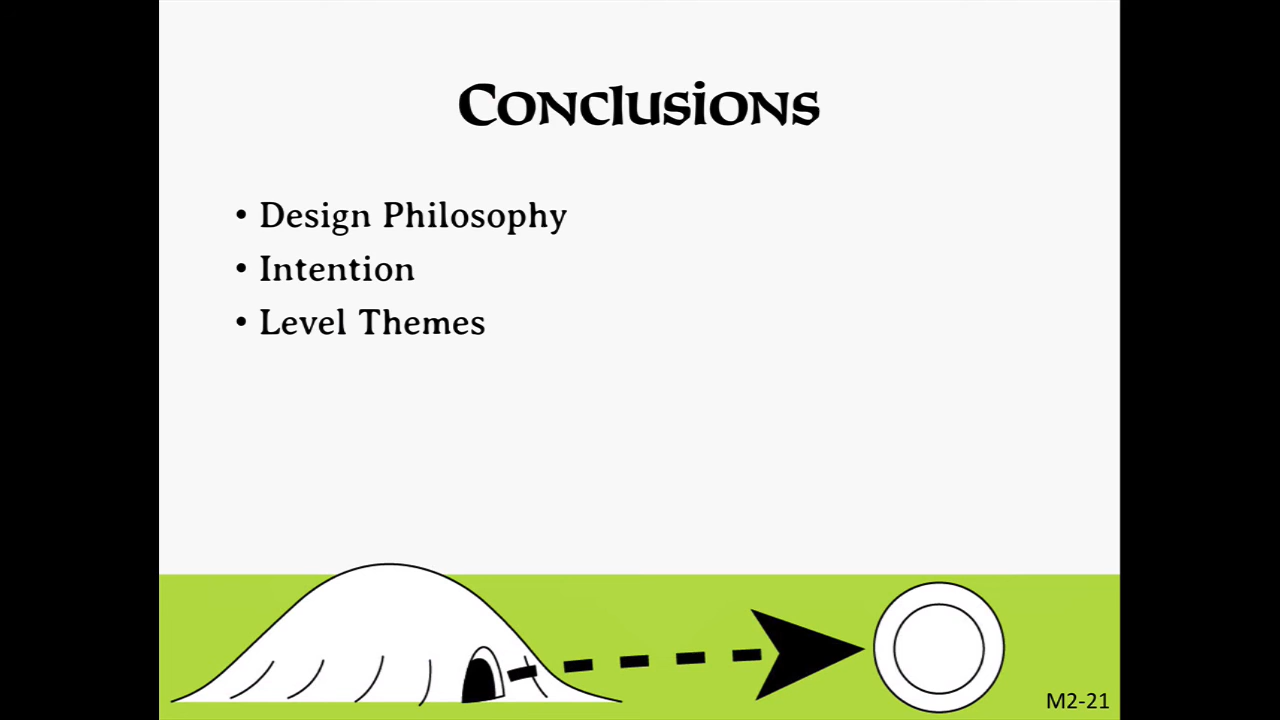 Conclusions
• Design Philosophy
• Intention
• Level Themes
M2-21